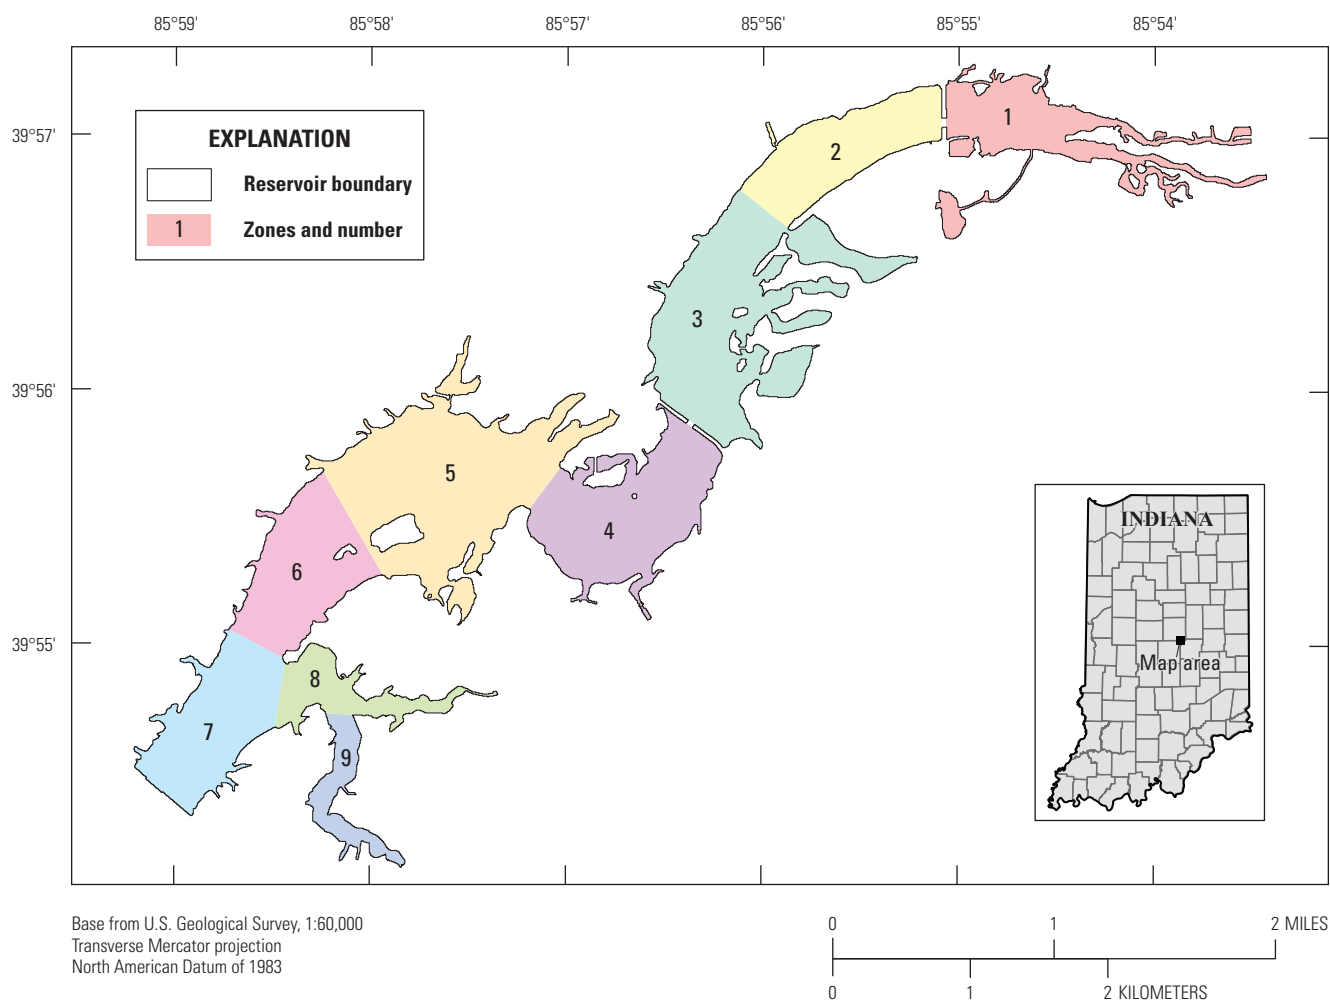 85°59' 85°58' 85°57' 85°56' 85°55' 85°54'
39°57'
39°56'
39°55'
EXPLANATION
Reservoir boundary
1 Zones and number
1
2
3
4
5
6
7
8
9
INDIANA
Map area
Base from U.S. Geological Survey, 1:60,000
Transverse Mercator projection
North American Datum of 1983
0 1 2 MILES
0 1 2 KILOMETERS